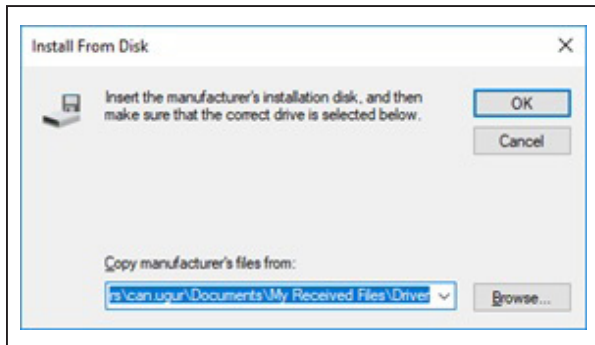 Install From Disk
Insert the manufacturer's installation disk, and then
make sure that the correct drive is selected below.
OK
Cancel
Copy manufacturer's files from:
rs\can.ugur\Documents\My Received Files\Driver
Browse...